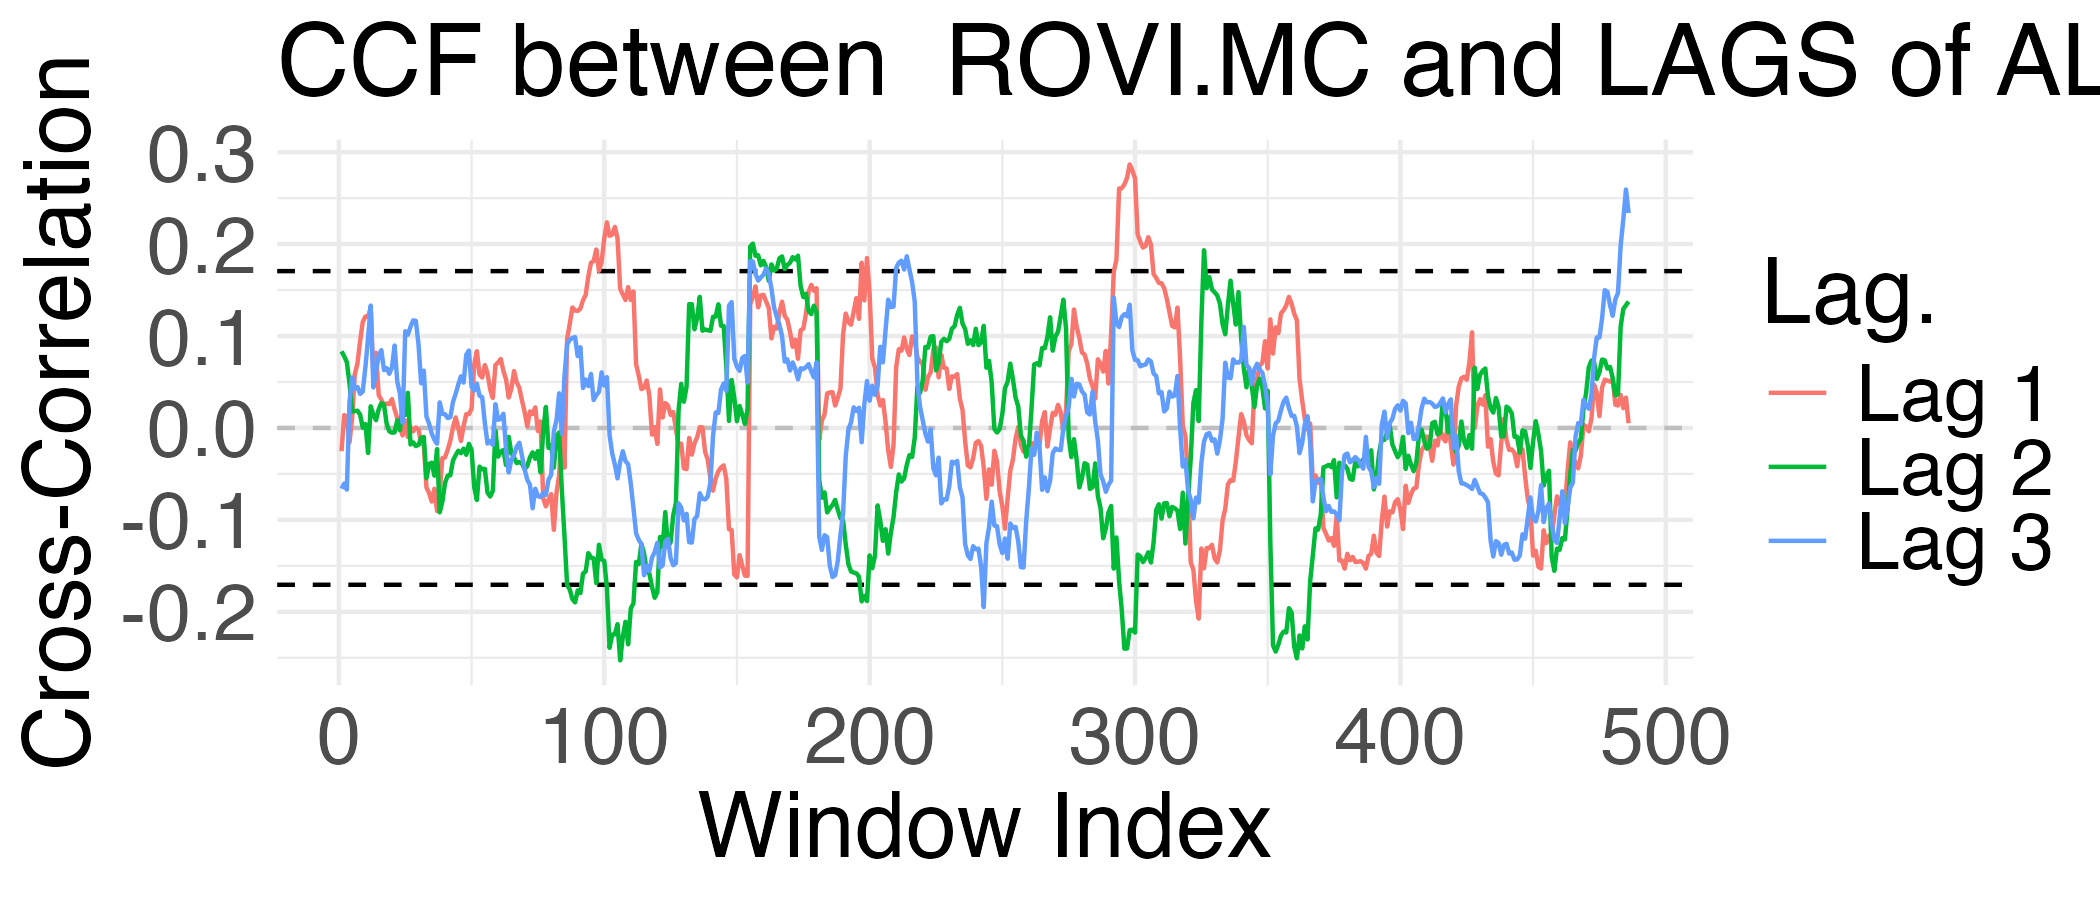 CCF between  ROVI.MC and LAGS of AL
Cross-Correlation
0.3
0.2
0.1
0.0
-0.1
-0.2
0 100 200 300 400 500
Window Index
Lag.
Lag 1
Lag 2
Lag 3